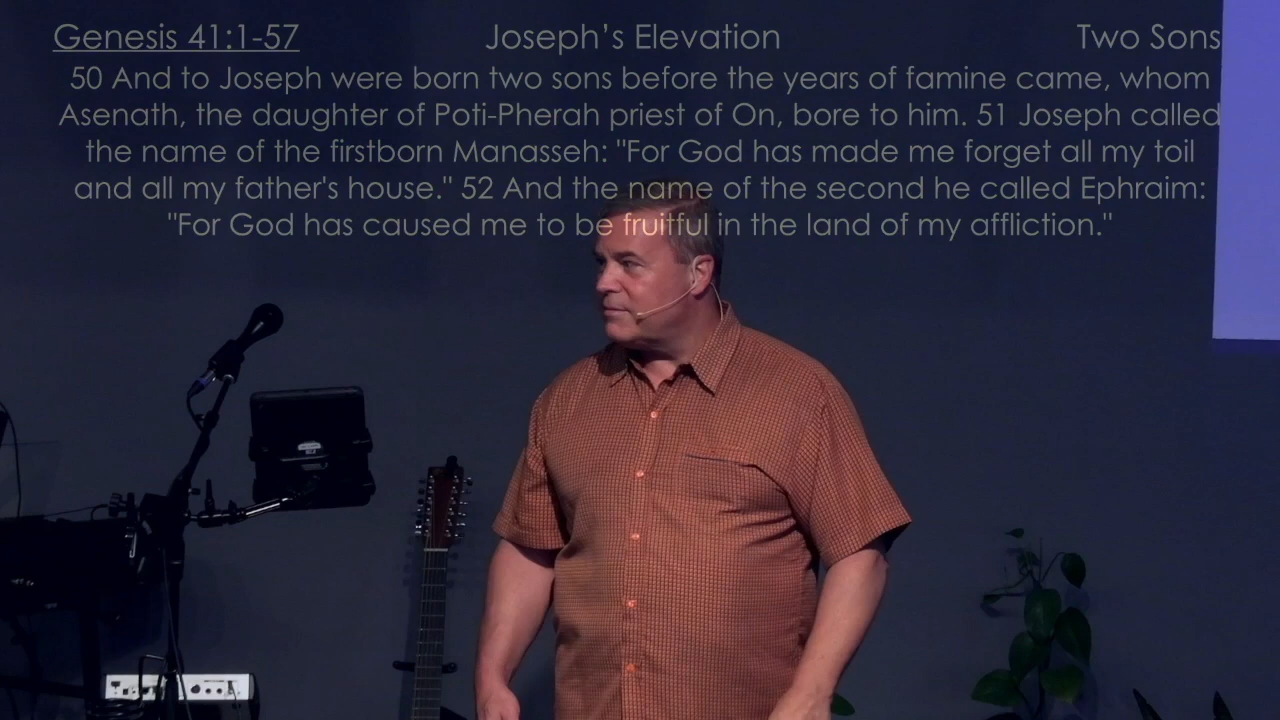 Genesis 41:1-57 Joseph's Elevation Two Sons
50 And to Joseph were born two sons before the years of famine came, whom
Asenath, the daughter of Poti-Pherah priest of On, bore to him. 51 Joseph called
the name of the firstborn Manasseh: "For God has made me forget all my toil
and all my father's house." 52 And the name of the second he called Ephraim:
"For God has caused me to be fruitful in the land of my affliction."